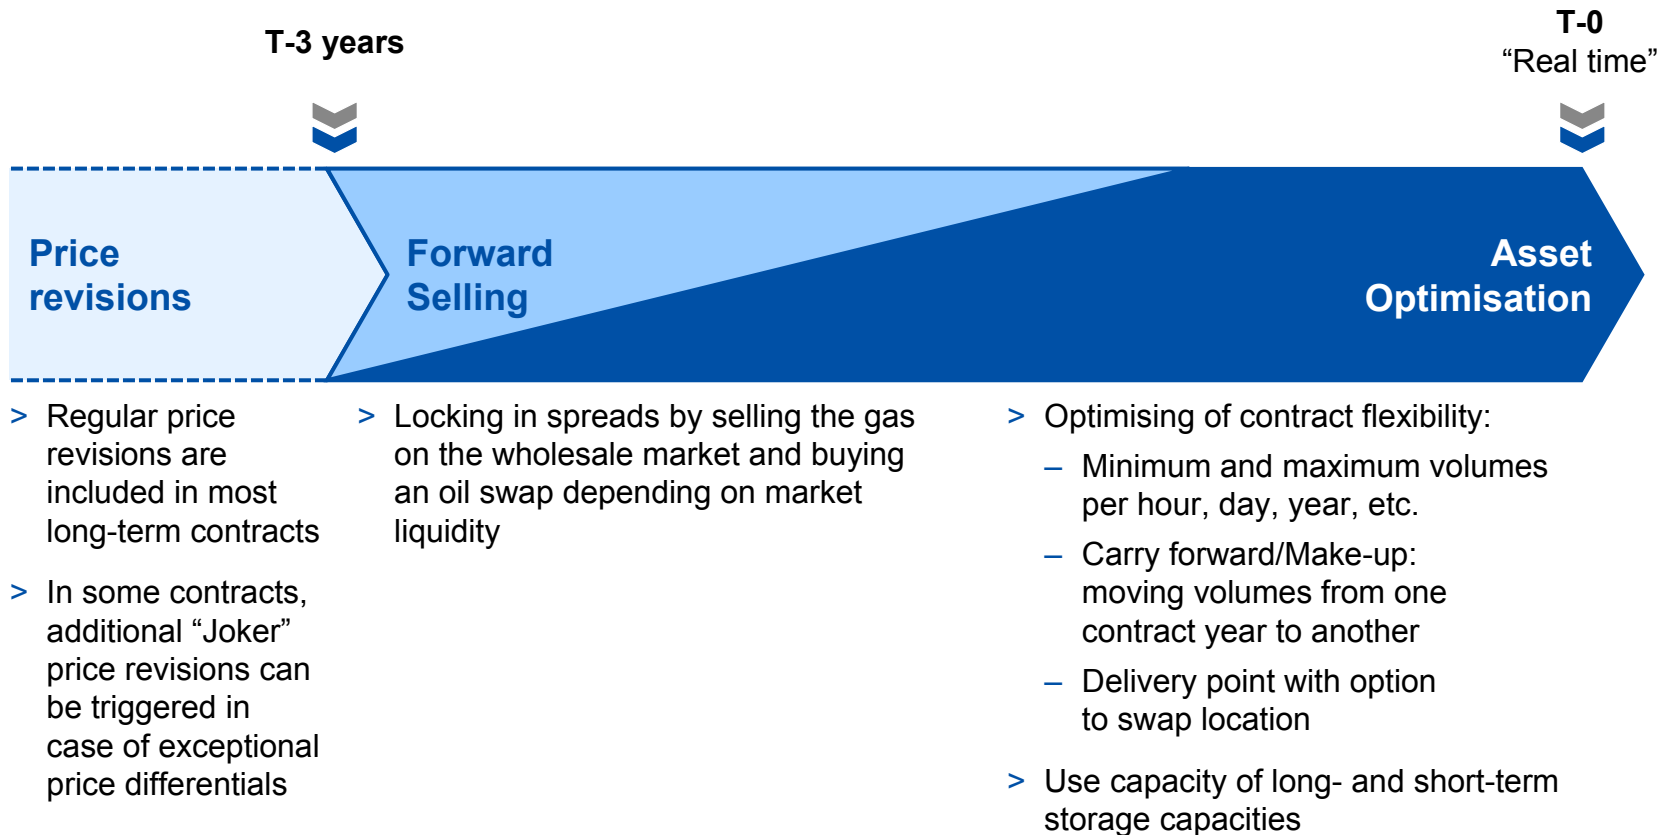 T-3 years
T-0
“Real time”
Price
revisions
Forward
Selling
Asset
Optimisation
> Regular price
revisions are
included in most
long-term contracts
> In some contracts,
additional “Joker”
price revisions can
be triggered in
case of exceptional
price differentials
> Locking in spreads by selling the gas
on the wholesale market and buying
an oil swap depending on market
liquidity
> Optimising of contract flexibility:
– Minimum and maximum volumes
per hour, day, year, etc.
– Carry forward/Make-up:
moving volumes from one
contract year to another
– Delivery point with option
to swap location
> Use capacity of long- and short-term
storage capacities